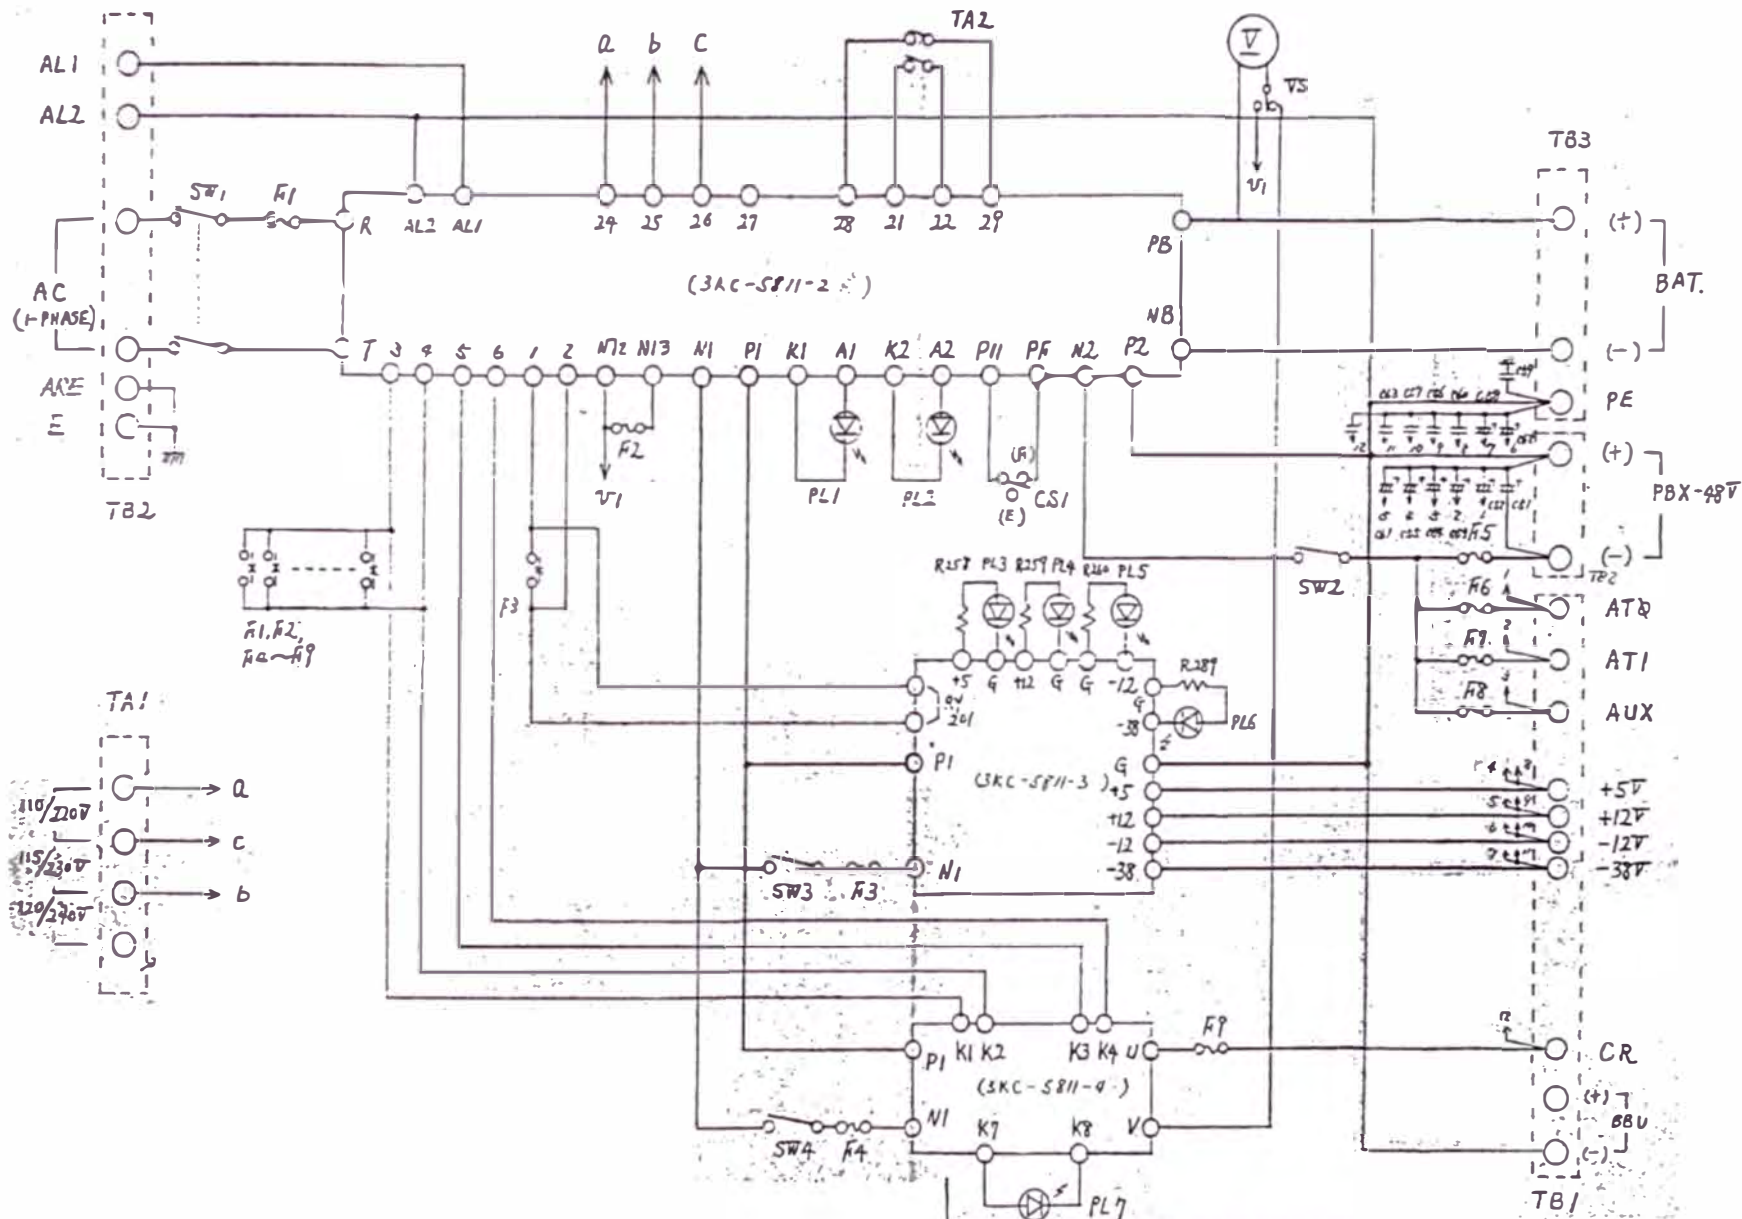 TA2
a b c
V
VS
V1
AL1
AL2
TB3
SW1 F1
R AL2 AL1 24 25 26 27 28 21 22 29
PB
(+)
AC
(1-PHASE)
(3KC-5811-2)
BAT.
NB
T 3 4 5 6 1 2 N12 N13 N1 P1 K1 A1 K2 A2 P11 PF N2 P2
(-)
ARE
PE
E
F2
V1
PL1
PL2
(F)
CS1
(E)
(+)
PBX-48V
TB2
F5
(-)
SW2
R258 PL3 R259 PL4 R260 PL5
F3
F6
ATQ
F1, F2,
F4~F9
AT1
F8
AUX
+5 G +12 G G -12
R289
G
-38
PL6
201
TA1
P1
(3KC-5811-3)
G
+5
+12
-12
-38
+5V
+12V
-12V
-38V
110/220V
a
115/230V
c
120/240V
b
SW3 F3
N1
P1
K1 K2 K3 K4 U
F9
CR
(3KC-5811-4)
(+)
BBU
(-)
SW4 F4
N1
K7 K8 V
PL7
TB1